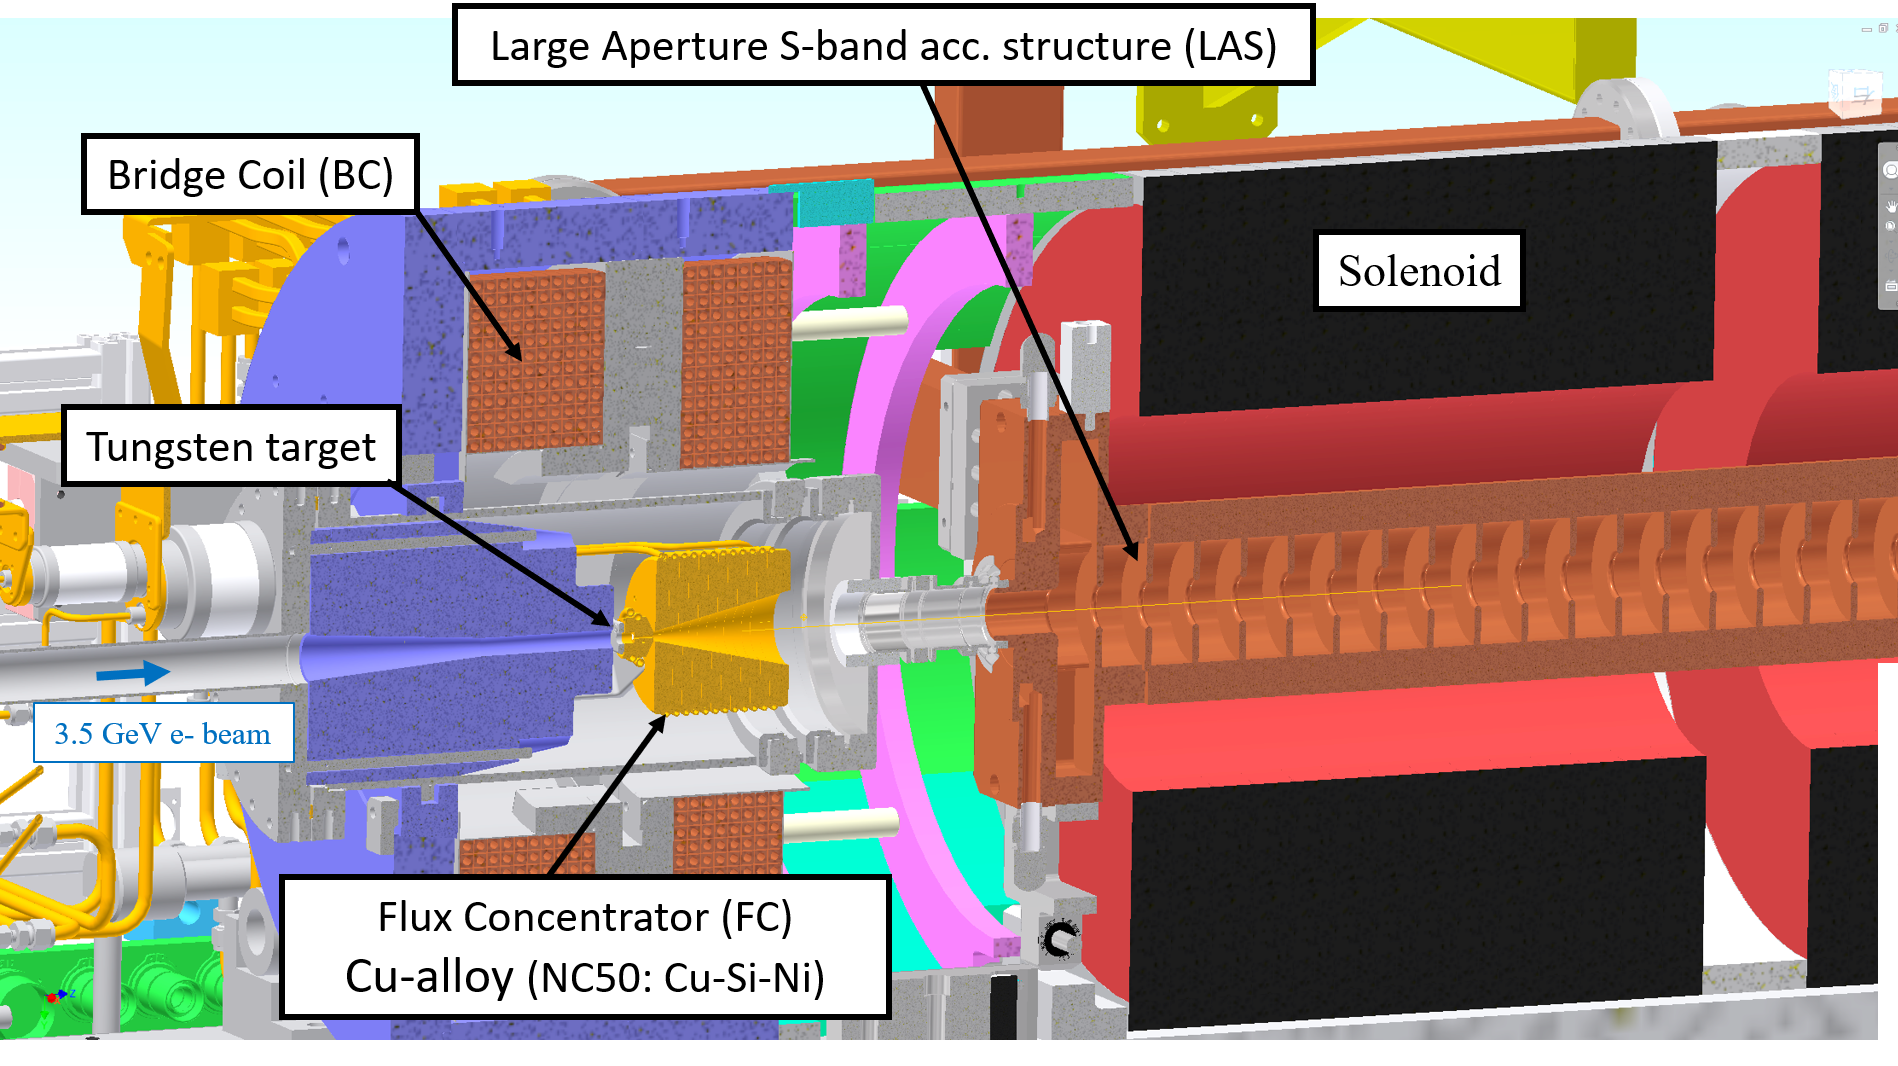 Large Aperture S-band acc. structure (LAS)
Bridge Coil (BC)
Solenoid
Tungsten target
3.5 GeV e- beam
Flux Concentrator (FC)
Cu-alloy (NC50: Cu-Si-Ni)
z